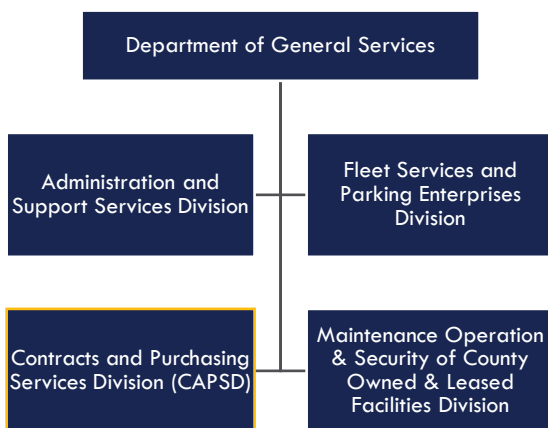 Department of General Services
Administration and
Support Services Division
Fleet Services and
Parking Enterprises
Division
Contracts and Purchasing
Services Division (CAPSD)
Maintenance Operation
& Security of County
Owned & Leased
Facilities Division